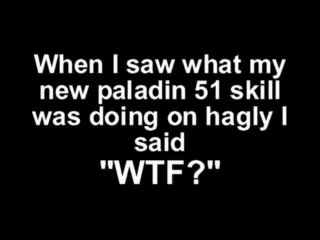 When I saw what my
new paladin 51 skill
was doing on hagly I
said
"WTF?"